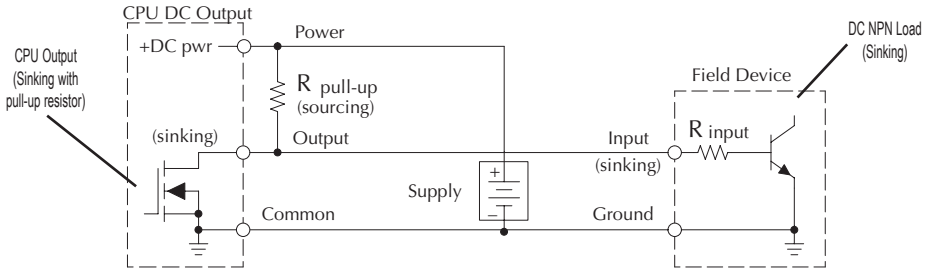 CPU DC Output
CPU Output
(Sinking with
pull-up resistor)
+DC pwr
Power
R pull-up
(sourcing)
(sinking)
Output
Common
Supply
+
–
Input
(sinking)
Ground
Field Device
R input
DC NPN Load
(Sinking)